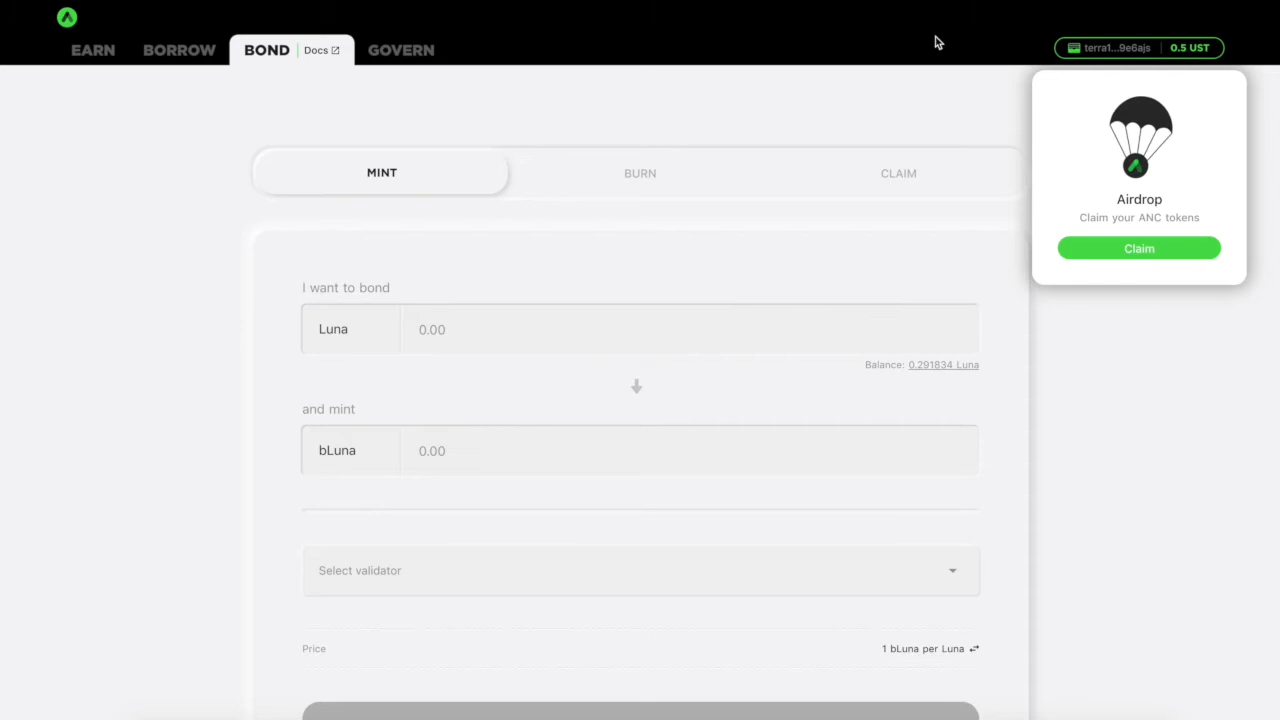 EARN BORROW BOND Docs GOVERN terra1...9e6ajs 0.5 UST
Airdrop
Claim your ANC tokens
Claim
MINT BURN CLAIM
I want to bond
Luna 0.00
Balance: 0.291834 Luna
and mint
bLuna 0.00
Select validator
Price 1 bLuna per Luna